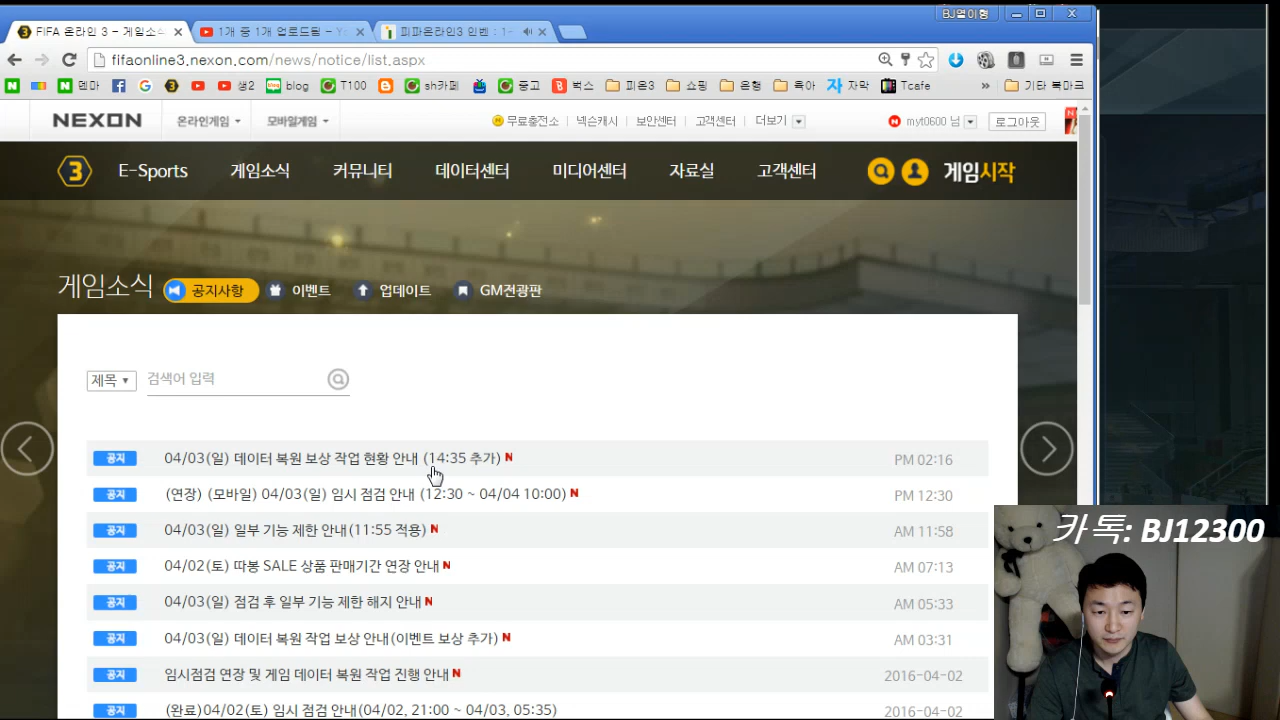 BJ열이형
FIFA 온라인 3 - 게임소식
1개 중 1개 업로드됨 - Y
피파온라인3 인벤 : 1
fifaonline3.nexon.com/news/notice/list.aspx
멘마
생2
blog
T100
sh카페
중고
벅스
피온3
쇼핑
은행
육아
자막
Tcafe
»
기타 북마크
NEXON
온라인게임
모바일게임
무료충전소
넥슨캐시
보안센터
고객센터
더보기
myt0600 님
로그아웃
3
E-Sports
게임소식
커뮤니티
데이터센터
미디어센터
자료실
고객센터
게임시작
게임소식
공지사항
이벤트
업데이트
GM전광판
제목
검색어 입력
공지 04/03(일) 데이터 복원 보상 작업 현황 안내 (14:35 추가) N PM 02:16
공지 (연장) (모바일) 04/03(일) 임시 점검 안내 (12:30 ~ 04/04 10:00) N PM 12:30
공지 04/03(일) 일부 기능 제한 안내(11:55 적용) N AM 11:58
공지 04/02(토) 따봉 SALE 상품 판매기간 연장 안내 N AM 07:13
공지 04/03(일) 점검 후 일부 기능 제한 해지 안내 N AM 05:33
공지 04/03(일) 데이터 복원 작업 보상 안내(이벤트 보상 추가) N AM 03:31
공지 임시점검 연장 및 게임 데이터 복원 작업 진행 안내 N 2016-04-02
공지 (완료)04/02(토) 임시 점검 안내(04/02, 21:00 ~ 04/03, 05:35) 2016-04-02
카톡: BJ12300